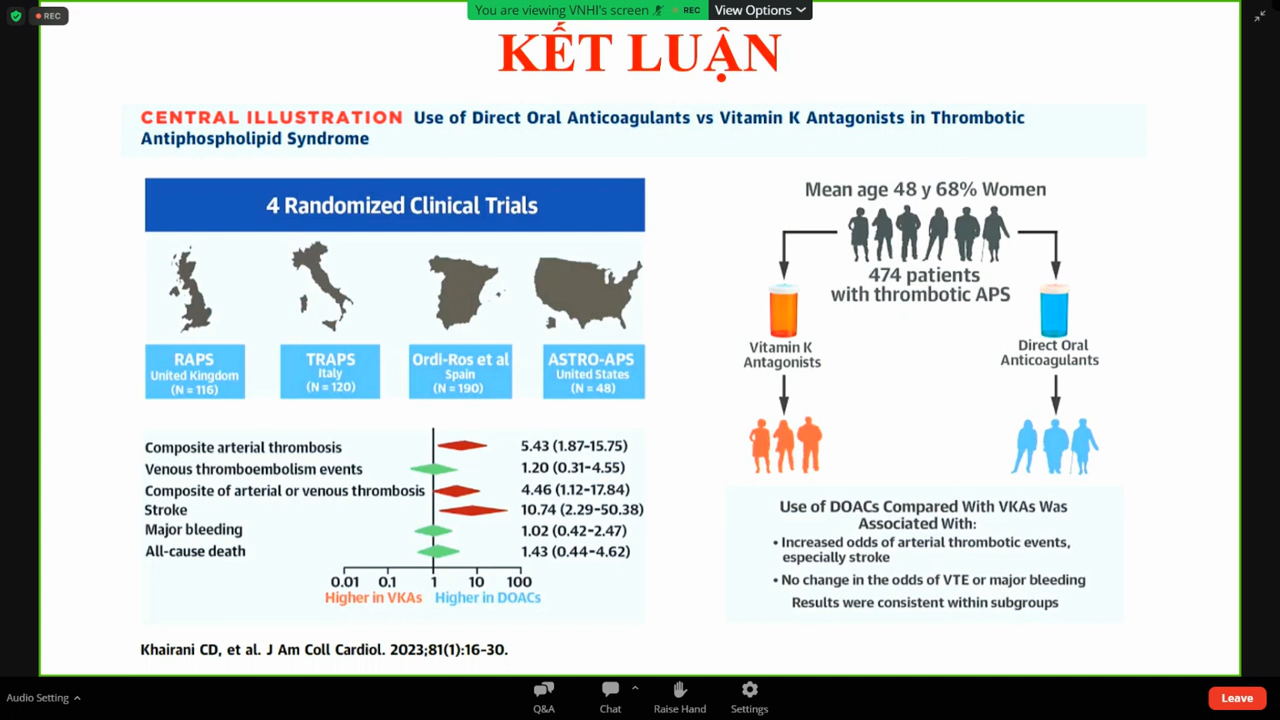 REC
You are viewing VNHI's screen
REC
View Options
KẾT LUẬN
CENTRAL ILLUSTRATION Use of Direct Oral Anticoagulants vs Vitamin K Antagonists in Thrombotic
Antiphospholipid Syndrome
4 Randomized Clinical Trials
RAPS
United Kingdom
(N = 116)
TRAPS
Italy
(N = 120)
Ordi-Ros et al
Spain
(N = 190)
ASTRO-APS
United States
(N = 48)
Composite arterial thrombosis 5.43 (1.87-15.75)
Venous thromboembolism events 1.20 (0.31-4.55)
Composite of arterial or venous thrombosis 4.46 (1.12-17.84)
Stroke 10.74 (2.29-50.38)
Major bleeding 1.02 (0.42-2.47)
All-cause death 1.43 (0.44-4.62)
0.01 0.1 1 10 100
Higher in VKAs Higher in DOACs
Mean age 48 y 68% Women
474 patients
with thrombotic APS
Vitamin K
Antagonists
Direct Oral
Anticoagulants
Use of DOACs Compared With VKAs Was
Associated With:
• Increased odds of arterial thrombotic events,
especially stroke
• No change in the odds of VTE or major bleeding
Results were consistent within subgroups
Khairani CD, et al. J Am Coll Cardiol. 2023;81(1):16-30.
Audio Setting
Q&A
Chat
Raise Hand
Settings
Leave